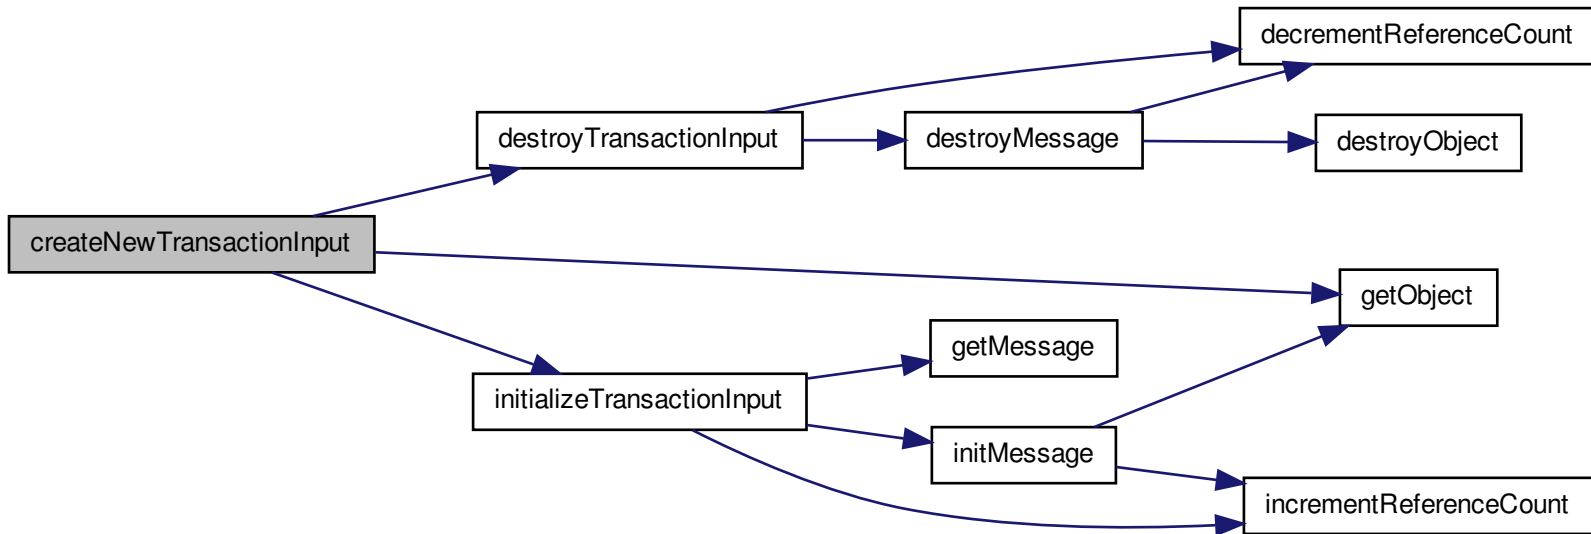 decrementReferenceCount
destroyTransactionInput
destroyMessage
destroyObject
createNewTransactionInput
getObject
getMessage
initializeTransactionInput
initMessage
incrementReferenceCount